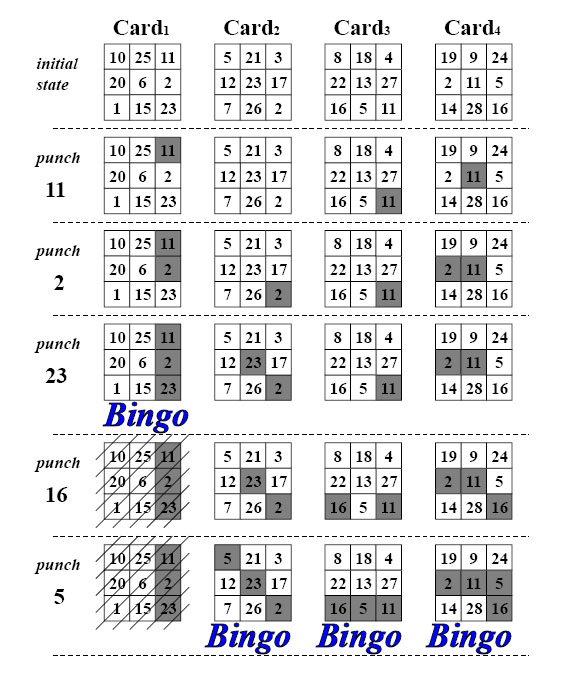 Card1 Card2 Card3 Card4
initial state
10 25 11 5 21 3 8 18 4 19 9 24
20 6 2 12 23 17 22 13 27 2 11 5
1 15 23 7 26 2 16 5 11 14 28 16
punch 11
10 25 11 5 21 3 8 18 4 19 9 24
20 6 2 12 23 17 22 13 27 2 11 5
1 15 23 7 26 2 16 5 11 14 28 16
punch 2
10 25 11 5 21 3 8 18 4 19 9 24
20 6 2 12 23 17 22 13 27 2 11 5
1 15 23 7 26 2 16 5 11 14 28 16
punch 23
10 25 11 5 21 3 8 18 4 19 9 24
20 6 2 12 23 17 22 13 27 2 11 5
1 15 23 7 26 2 16 5 11 14 28 16
Bingo
punch 16
10 25 11 5 21 3 8 18 4 19 9 24
20 6 2 12 23 17 22 13 27 2 11 5
1 15 23 7 26 2 16 5 11 14 28 16
punch 5
10 25 11 5 21 3 8 18 4 19 9 24
20 6 2 12 23 17 22 13 27 2 11 5
1 15 23 7 26 2 16 5 11 14 28 16
Bingo Bingo Bingo